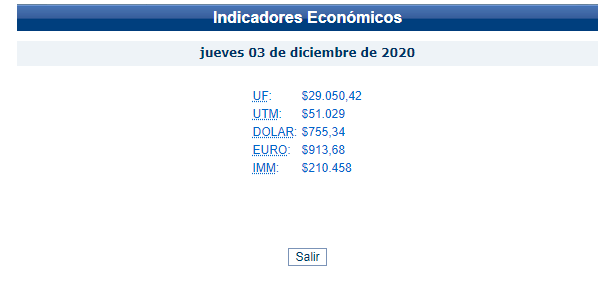 Indicadores Económicos
jueves 03 de diciembre de 2020
UF: $29.050,42
UTM: $51.029
DOLAR: $755,34
EURO: $913,68
IMM: $210.458
Salir